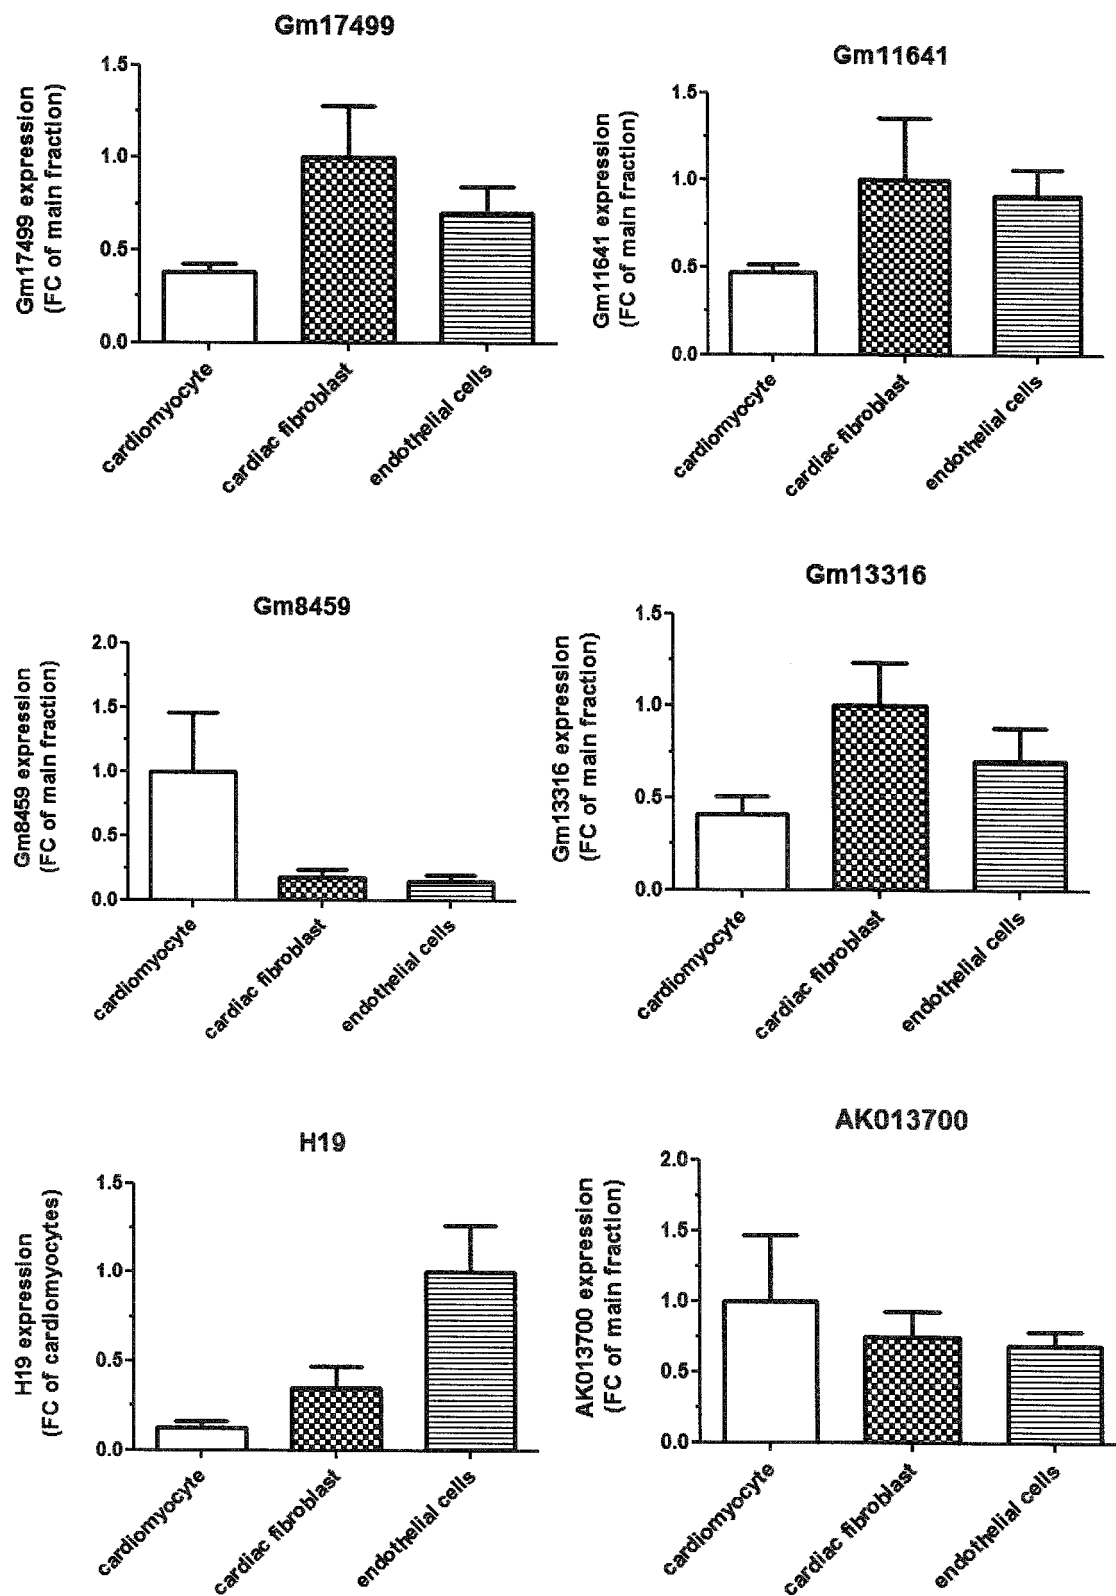 Gm17499
Gm17499 expression
(FC of main fraction)
1.5
1.0
0.5
0.0
cardiomyocyte
cardiac fibroblast
endothelial cells
Gm11641
Gm11641 expression
(FC of main fraction)
1.5
1.0
0.5
0.0
cardiomyocyte
cardiac fibroblast
endothelial cells
Gm8459
Gm8459 expression
(FC of main fraction)
2.0
1.5
1.0
0.5
0.0
cardiomyocyte
cardiac fibroblast
endothelial cells
Gm13316
Gm13316 expression
(FC of main fraction)
1.5
1.0
0.5
0.0
cardiomyocyte
cardiac fibroblast
endothelial cells
H19
H19 expression
(FC of cardiomyocytes)
1.5
1.0
0.5
0.0
cardiomyocyte
cardiac fibroblast
endothelial cells
AK013700
AK013700 expression
(FC of main fraction)
2.0
1.5
1.0
0.5
0.0
cardiomyocyte
cardiac fibroblast
endothelial cells